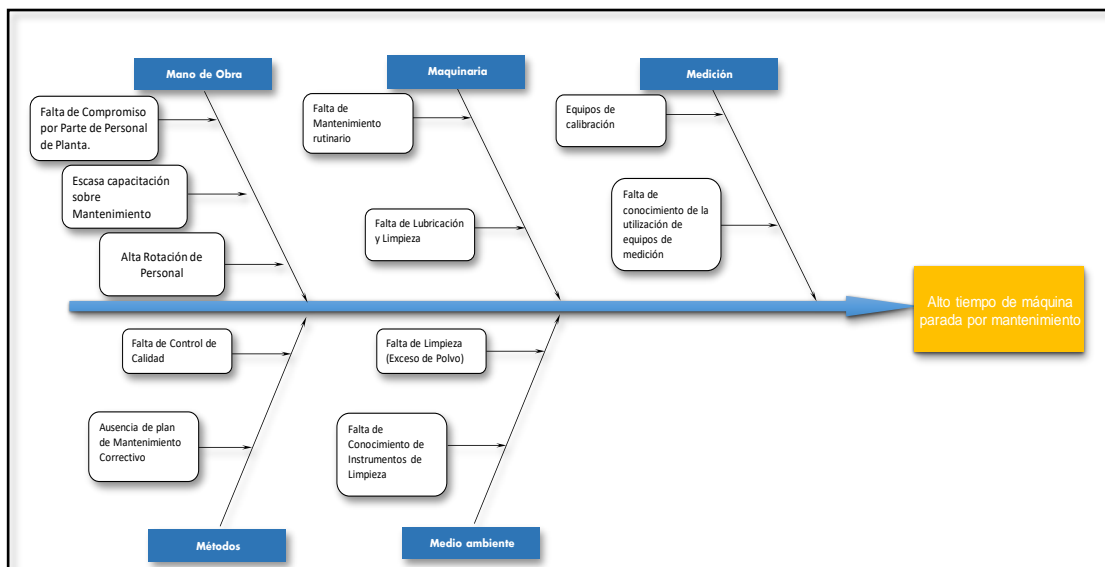 Mano de Obra
Maquinaria
Medición
Falta de Compromiso
por Parte de Personal
de Planta.
Falta de
Mantenimiento
rutinario
Equipos de
calibración
Escasa capacitación
sobre
Mantenimiento
Falta de Lubricación
y Limpieza
Falta de
conocimiento de la
utilización de
equipos de
medición
Alta Rotación de
Personal
Alto tiempo de máquina
parada por mantenimiento
Falta de Control de
Calidad
Falta de Limpieza
(Exceso de Polvo)
Ausencia de plan
de Mantenimiento
Correctivo
Falta de
Conocimiento de
Instrumentos de
Limpieza
Métodos
Medio ambiente